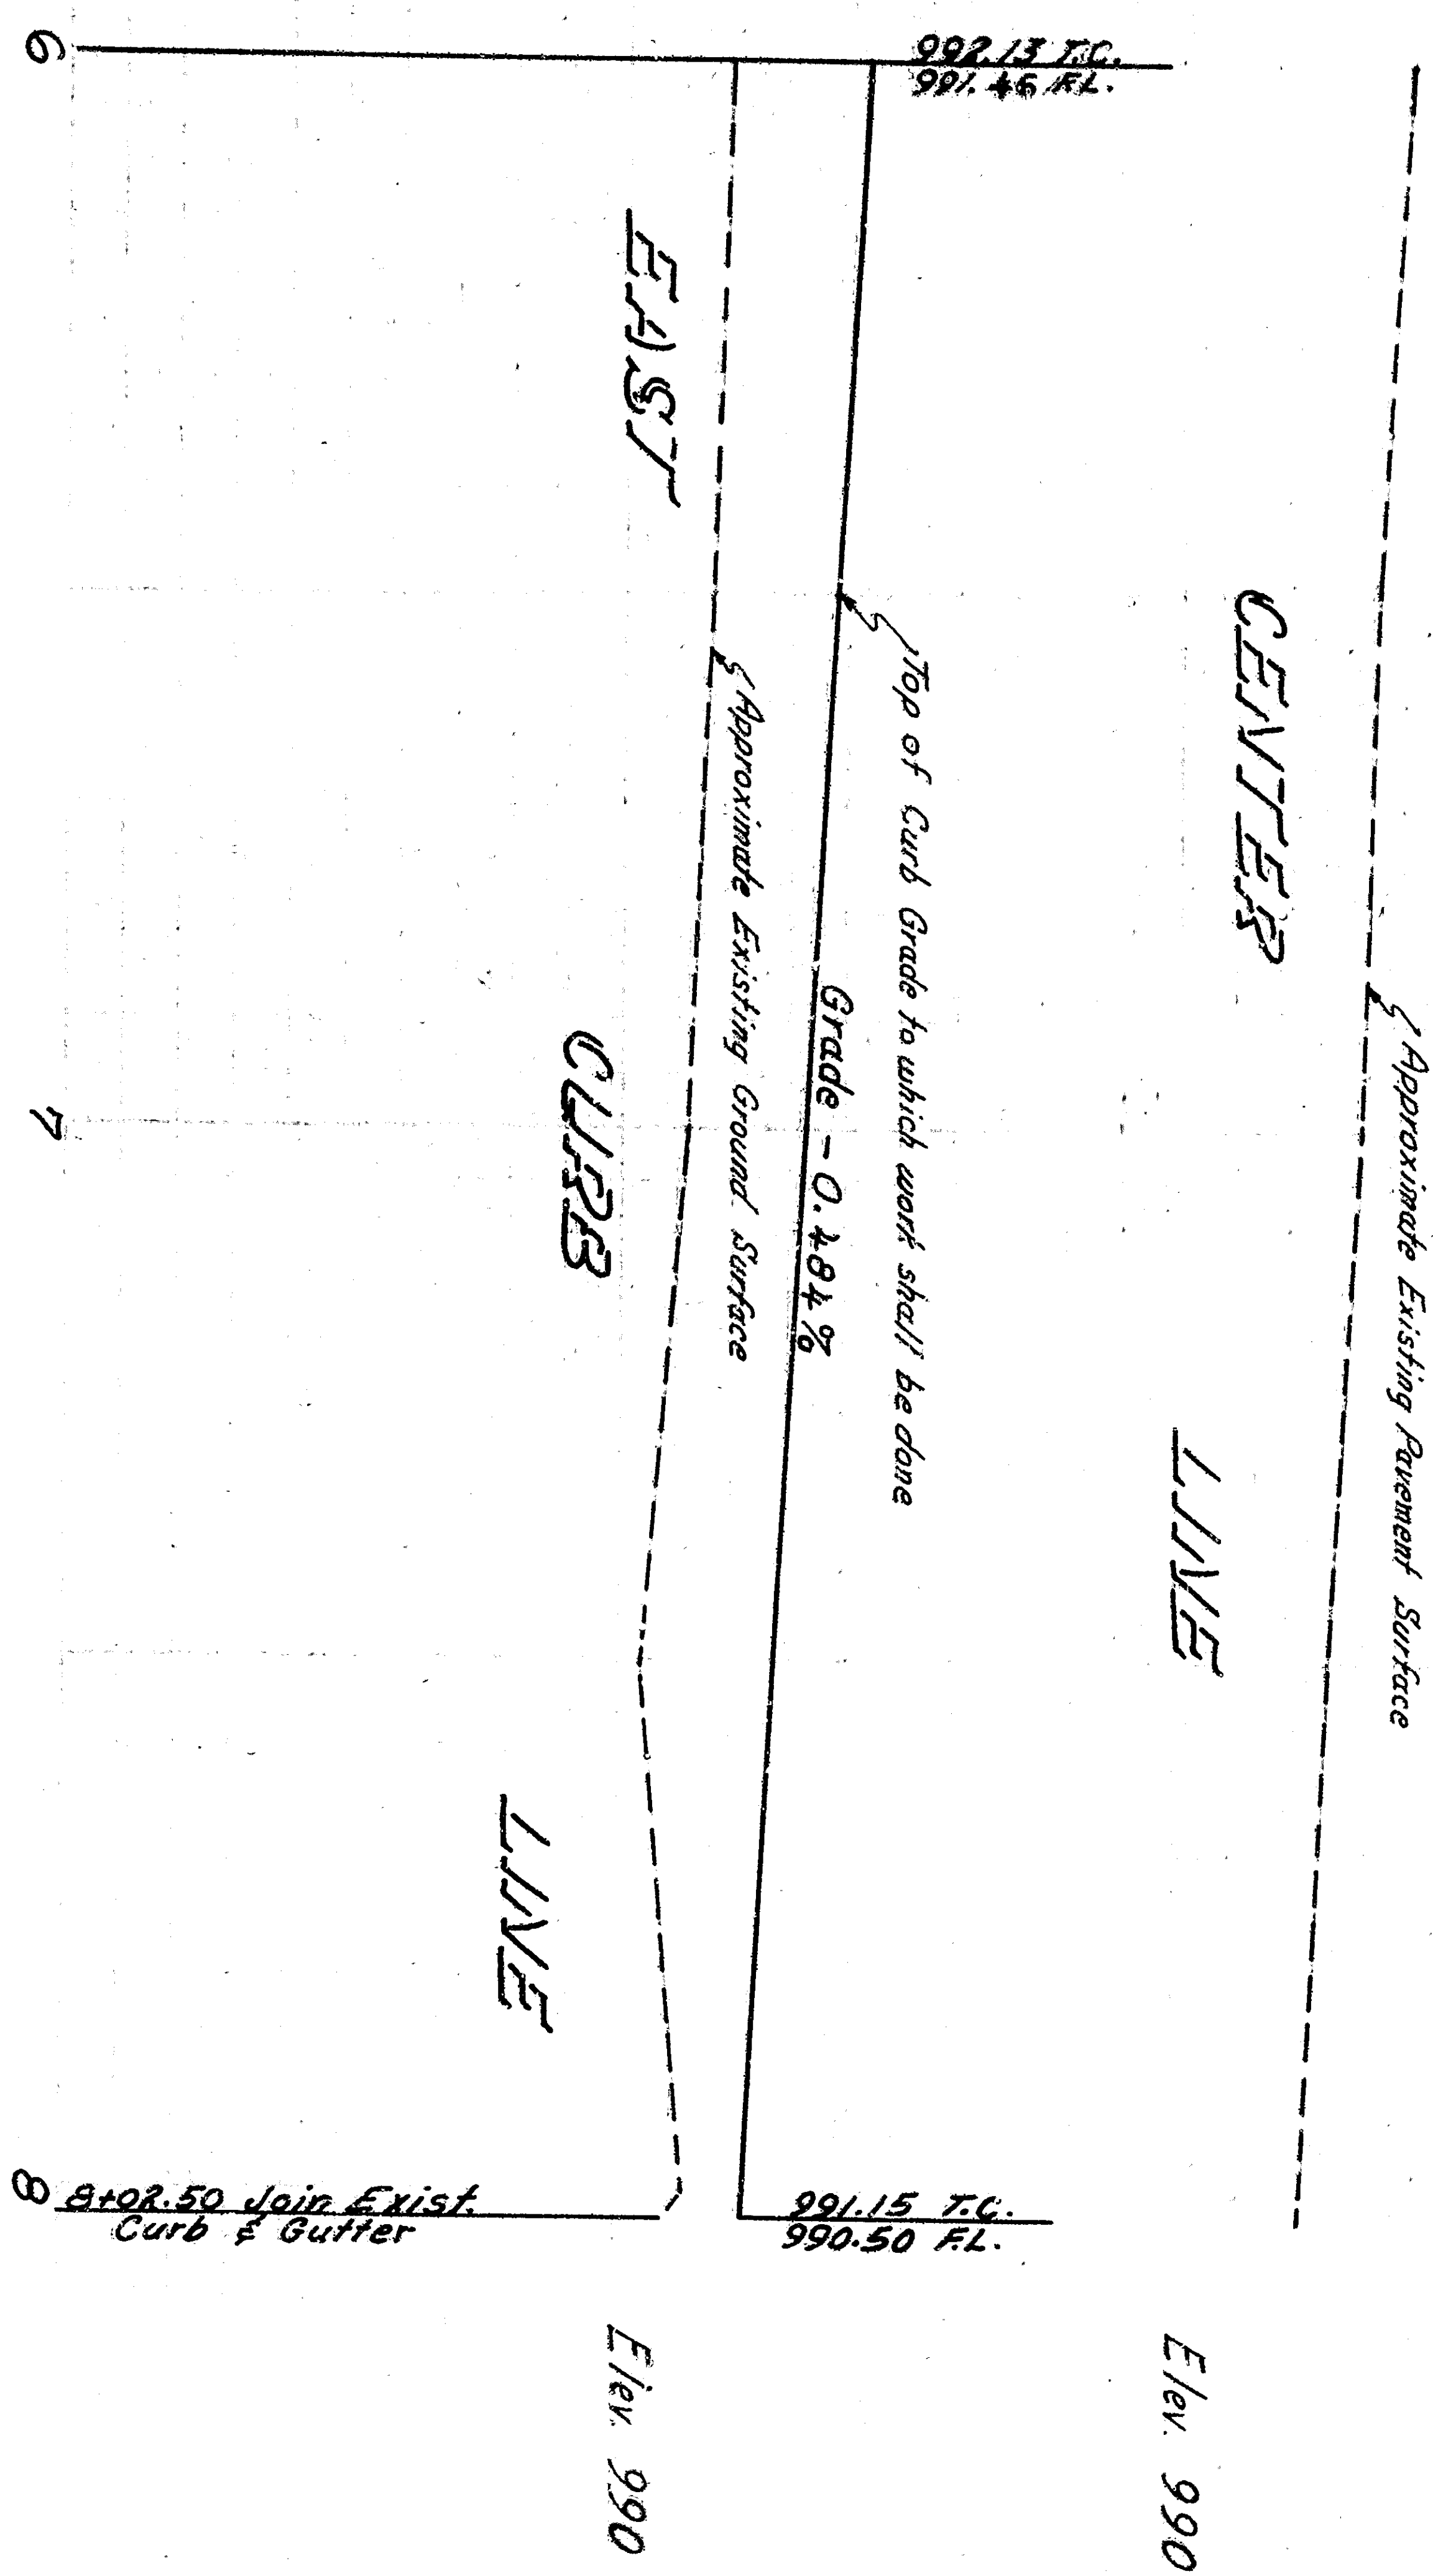 Approximate Existing Pavement Surface
CENTER LINE
Elev. 990
992.13 T.C.
991.46 F.L.
Top of Curb Grade to which work shall be done
Grade - 0.484%
991.15 T.C.
990.50 F.L.
Approximate Existing Ground Surface
EAST CURB LINE
Elev. 990
8+02.50 Join Exist.
Curb & Gutter
6
7
8